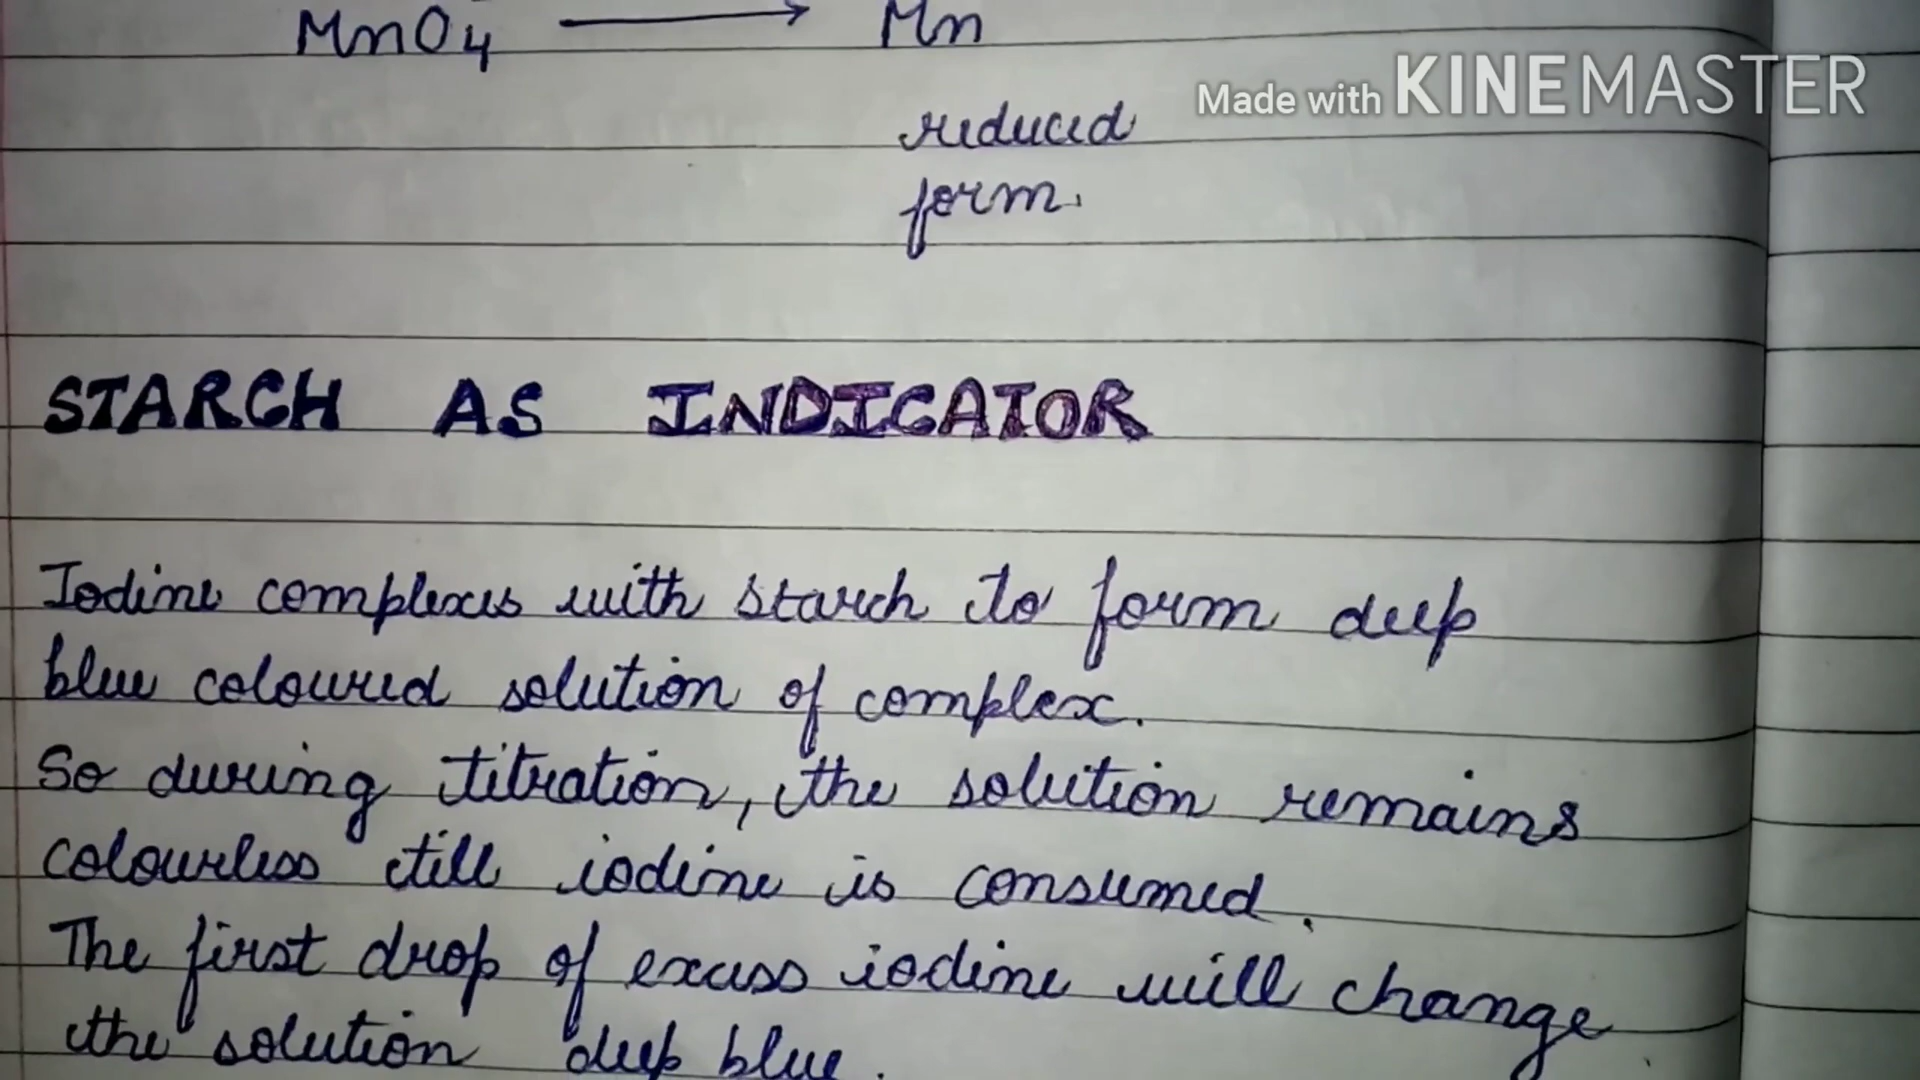 MnO4 → Mn
Made with KINEMASTER
reduced
form.
STARCH AS INDICATOR
Iodine complexes with starch to form deep
blue coloured solution of complex.
So during titration, the solution remains
colourless till iodine is consumed.
The first drop of excess iodine will change
the solution deep blue.